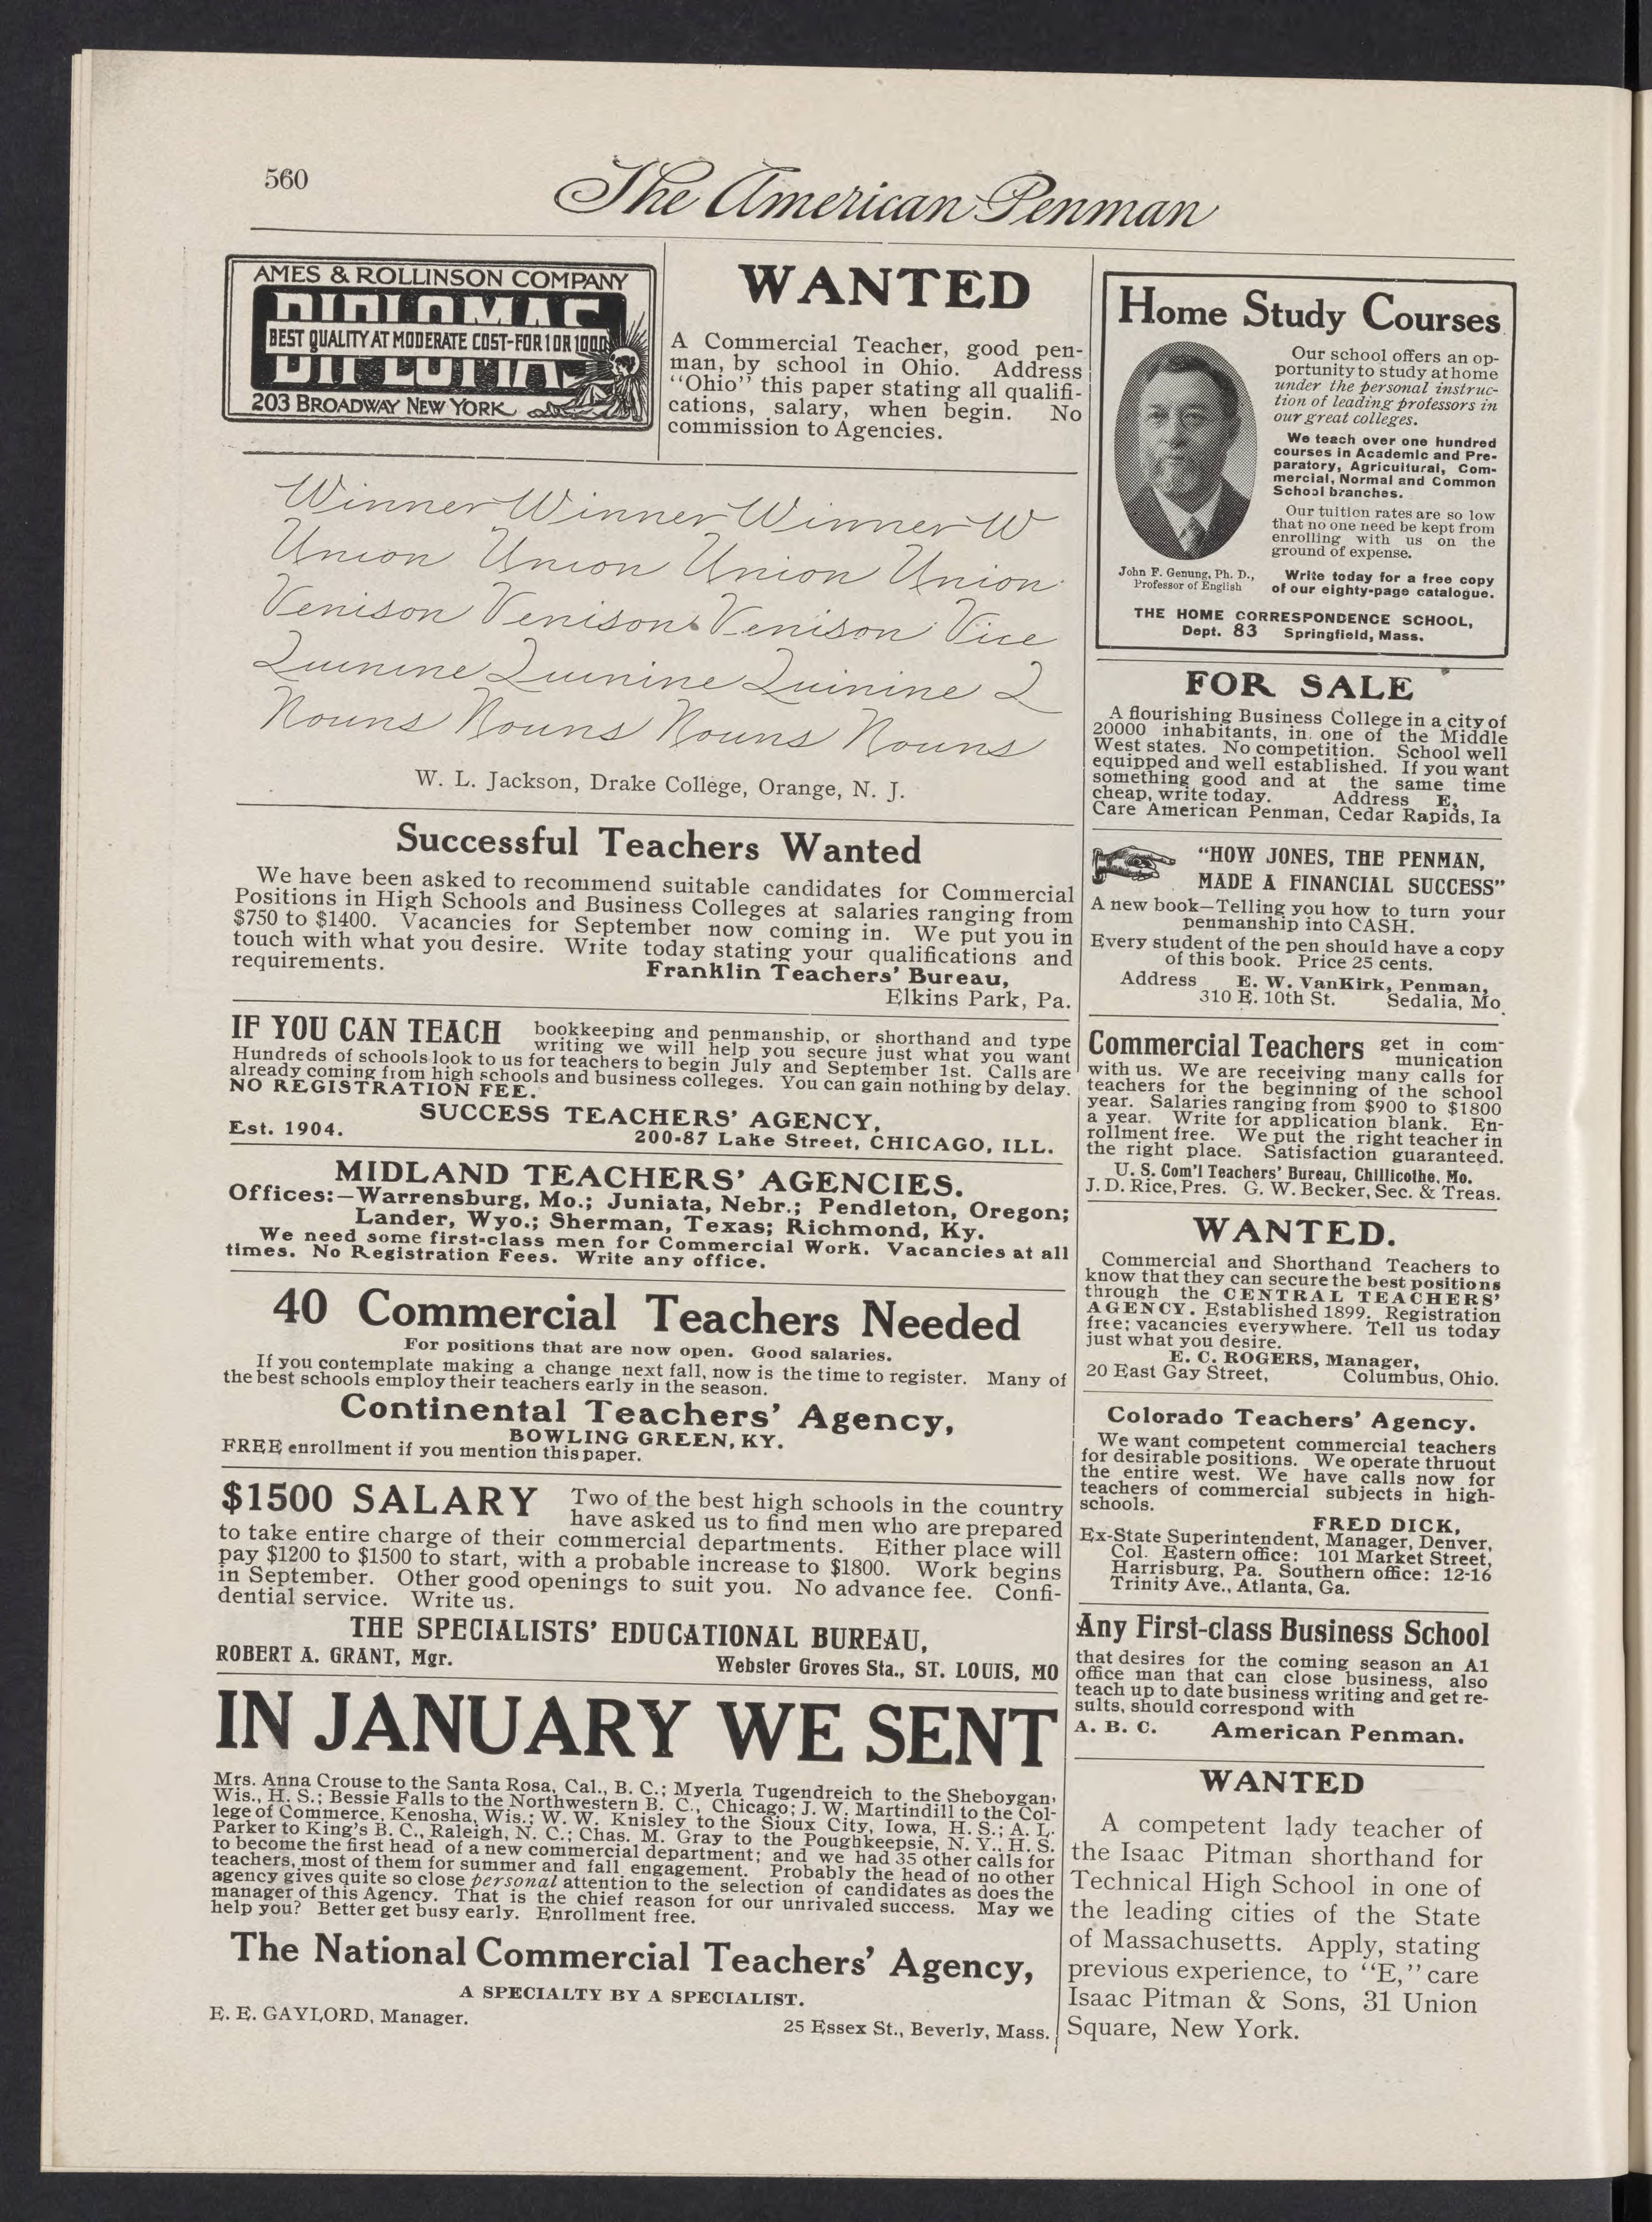 560
The American Penman
AMES & ROLLINSON COMPANY
DIPLOMAS
BEST QUALITY AT MODERATE COST-FOR 1 OR 1000
203 BROADWAY NEW YORK
WANTED
A Commercial Teacher, good pen-
man, by school in Ohio. Address
"Ohio" this paper stating all qualifi-
cations, salary, when begin. No
commission to Agencies.
Winner Winner Winner W
Union Union Union Union
Venison Venison Venison Vice
Quinine Quinine Quinine Q
Nouns Nouns Nouns Nouns
W. L. Jackson, Drake College, Orange, N. J.
Successful Teachers Wanted
We have been asked to recommend suitable candidates for Commercial
Positions in High Schools and Business Colleges at salaries ranging from
$750 to $1400. Vacancies for September now coming in. We put you in
touch with what you desire. Write today stating your qualifications and
requirements.
Franklin Teachers' Bureau,
Elkins Park, Pa.
IF YOU CAN TEACH bookkeeping and penmanship, or shorthand and type
writing we will help you secure just what you want
Hundreds of schools look to us for teachers to begin July and September 1st. Calls are
already coming from high schools and business colleges. You can gain nothing by delay.
NO REGISTRATION FEE.
SUCCESS TEACHERS' AGENCY,
Est. 1904.
200-87 Lake Street, CHICAGO, ILL.
MIDLAND TEACHERS' AGENCIES.
Offices:—Warrensburg, Mo.; Juniata, Nebr.; Pendleton, Oregon;
Lander, Wyo.; Sherman, Texas; Richmond, Ky.
We need some first-class men for Commercial Work. Vacancies at all
times. No Registration Fees. Write any office.
40 Commercial Teachers Needed
For positions that are now open. Good salaries.
If you contemplate making a change next fall, now is the time to register. Many of
the best schools employ their teachers early in the season.
Continental Teachers' Agency,
BOWLING GREEN, KY.
FREE enrollment if you mention this paper.
$1500 SALARY Two of the best high schools in the country
have asked us to find men who are prepared
to take entire charge of their commercial departments. Either place will
pay $1200 to $1500 to start, with a probable increase to $1800. Work begins
in September. Other good openings to suit you. No advance fee. Confi-
dential service. Write us.
THE SPECIALISTS' EDUCATIONAL BUREAU,
ROBERT A. GRANT, Mgr.
Webster Groves Sta., ST. LOUIS, MO
IN JANUARY WE SENT
Mrs. Anna Crouse to the Santa Rosa, Cal., B. C.; Myerla Tugendreich to the Sheboygan,
Wis., H. S.; Bessie Falls to the Northwestern B. C., Chicago; J. W. Martindill to the Col-
lege of Commerce, Kenosha, Wis.; W. W. Knisley to the Sioux City, Iowa, H. S.; A. L.
Parker to King's B. C., Raleigh, N. C.; Chas. M. Gray to the Poughkeepsie, N. Y., H. S.
to become the first head of a new commercial department; and we had 35 other calls for
teachers, most of them for summer and fall engagement. Probably the head of no other
agency gives quite so close personal attention to the selection of candidates as does the
manager of this Agency. That is the chief reason for our unrivaled success. May we
help you? Better get busy early. Enrollment free.
The National Commercial Teachers' Agency,
A SPECIALTY BY A SPECIALIST.
E. E. GAYLORD, Manager.
25 Essex St., Beverly, Mass.
Home Study Courses
Our school offers an op-
portunity to study at home
under the personal instruc-
tion of leading professors in
our great colleges.
We teach over one hundred
courses in Academic and Pre-
paratory, Agricultural, Com-
mercial, Normal and Common
School branches.
Our tuition rates are so low
that no one need be kept from
enrolling with us on the
ground of expense.
John F. Genung, Ph. D.,
Professor of English
Write today for a free copy
of our eighty-page catalogue.
THE HOME CORRESPONDENCE SCHOOL,
Dept. 83 Springfield, Mass.
FOR SALE
A flourishing Business College in a city of
20000 inhabitants, in one of the Middle
West states. No competition. School well
equipped and well established. If you want
something good and at the same time
cheap, write today. Address E,
Care American Penman, Cedar Rapids, Ia
"HOW JONES, THE PENMAN,
MADE A FINANCIAL SUCCESS"
A new book—Telling you how to turn your
penmanship into CASH.
Every student of the pen should have a copy
of this book. Price 25 cents.
Address E. W. VanKirk, Penman,
310 E. 10th St. Sedalia, Mo.
Commercial Teachers get in com-
munication
with us. We are receiving many calls for
teachers for the beginning of the school
year. Salaries ranging from $900 to $1800
a year. Write for application blank. En-
rollment free. We put the right teacher in
the right place. Satisfaction guaranteed.
U. S. Com'l Teachers' Bureau, Chillicothe, Mo.
J. D. Rice, Pres. G. W. Becker, Sec. & Treas.
WANTED.
Commercial and Shorthand Teachers to
know that they can secure the best positions
through the CENTRAL TEACHERS'
AGENCY. Established 1899. Registration
free; vacancies everywhere. Tell us today
just what you desire.
E. C. ROGERS, Manager,
20 East Gay Street, Columbus, Ohio.
Colorado Teachers' Agency.
We want competent commercial teachers
for desirable positions. We operate thruout
the entire west. We have calls now for
teachers of commercial subjects in high-
schools.
FRED DICK,
Ex-State Superintendent, Manager, Denver,
Col. Eastern office: 101 Market Street,
Harrisburg, Pa. Southern office: 12-16
Trinity Ave., Atlanta, Ga.
Any First-class Business School
that desires for the coming season an A1
office man that can close business, also
teach up to date business writing and get re-
sults, should correspond with
A. B. C. American Penman.
WANTED
A competent lady teacher of
the Isaac Pitman shorthand for
Technical High School in one of
the leading cities of the State
of Massachusetts. Apply, stating
previous experience, to "E," care
Isaac Pitman & Sons, 31 Union
Square, New York.